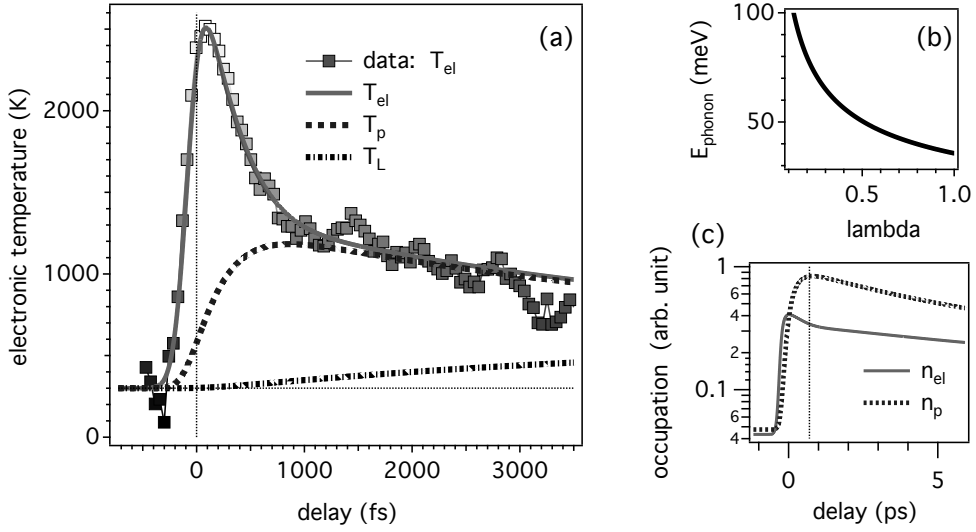 (a)
data: T_el
T_el
T_p
T_L
electronic temperature (K)
2000
1000
0
0
1000
2000
3000
delay (fs)
(b)
E_phonon (meV)
100
50
0.5
1.0
lambda
(c)
occupation (arb. unit)
1
6
4
2
0.1
6
4
n_el
n_p
0
5
delay (ps)